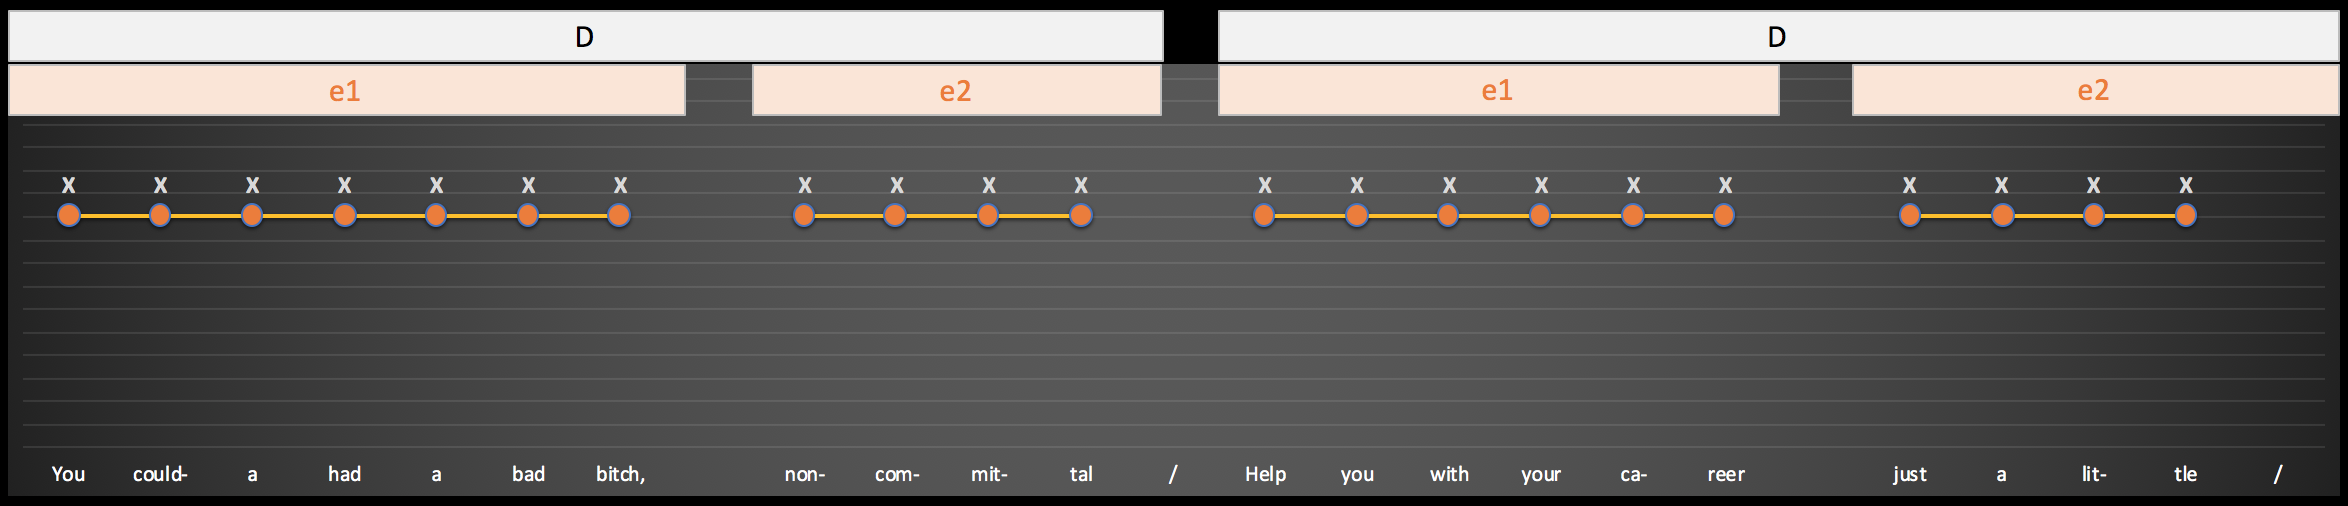 D D
e1 e2 e1 e2
x x x x x x x x x x x x x x x x x x x x x
You could- a had a bad bitch, non- com- mit- tal / Help you with your ca- reer just a lit- tle /